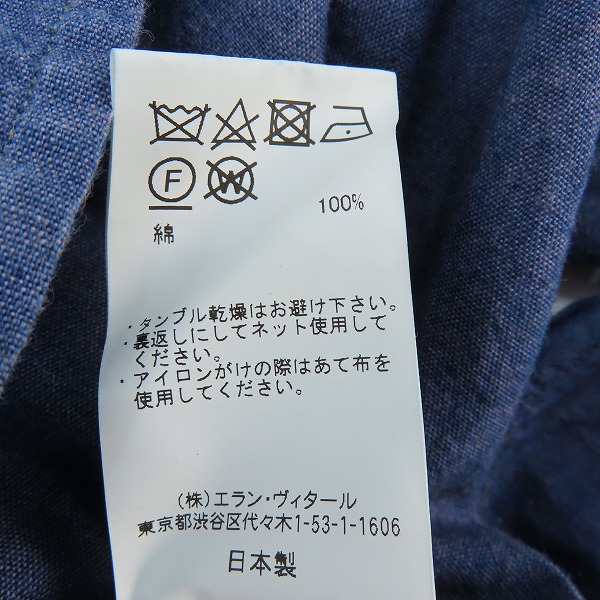 F W
綿 100%
・タンブル乾燥はお避け下さい。
・裏返しにしてネット使用して
ください。
・アイロンがけの際はあて布を
使用してください。
(株)エラン・ヴィタール
東京都渋谷区代々木1-53-1-1606
日本製